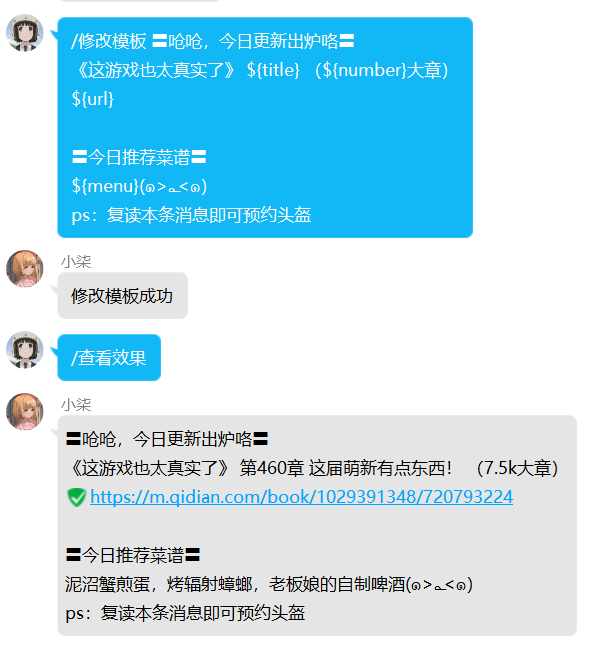 /修改模板 〓呛呛，今日更新出炉咯〓
《这游戏也太真实了》 ${title} （${number}大章）
${url}
〓今日推荐菜谱〓
${menu}(๑>؂<๑)
ps：复读本条消息即可预约头盔
小柒
修改模板成功
/查看效果
小柒
〓呛呛，今日更新出炉咯〓
《这游戏也太真实了》 第460章 这届萌新有点东西！ （7.5k大章）
https://m.qidian.com/book/1029391348/720793224
〓今日推荐菜谱〓
泥沼蟹煎蛋，烤辐射蟑螂，老板娘的自制啤酒(๑>؂<๑)
ps：复读本条消息即可预约头盔